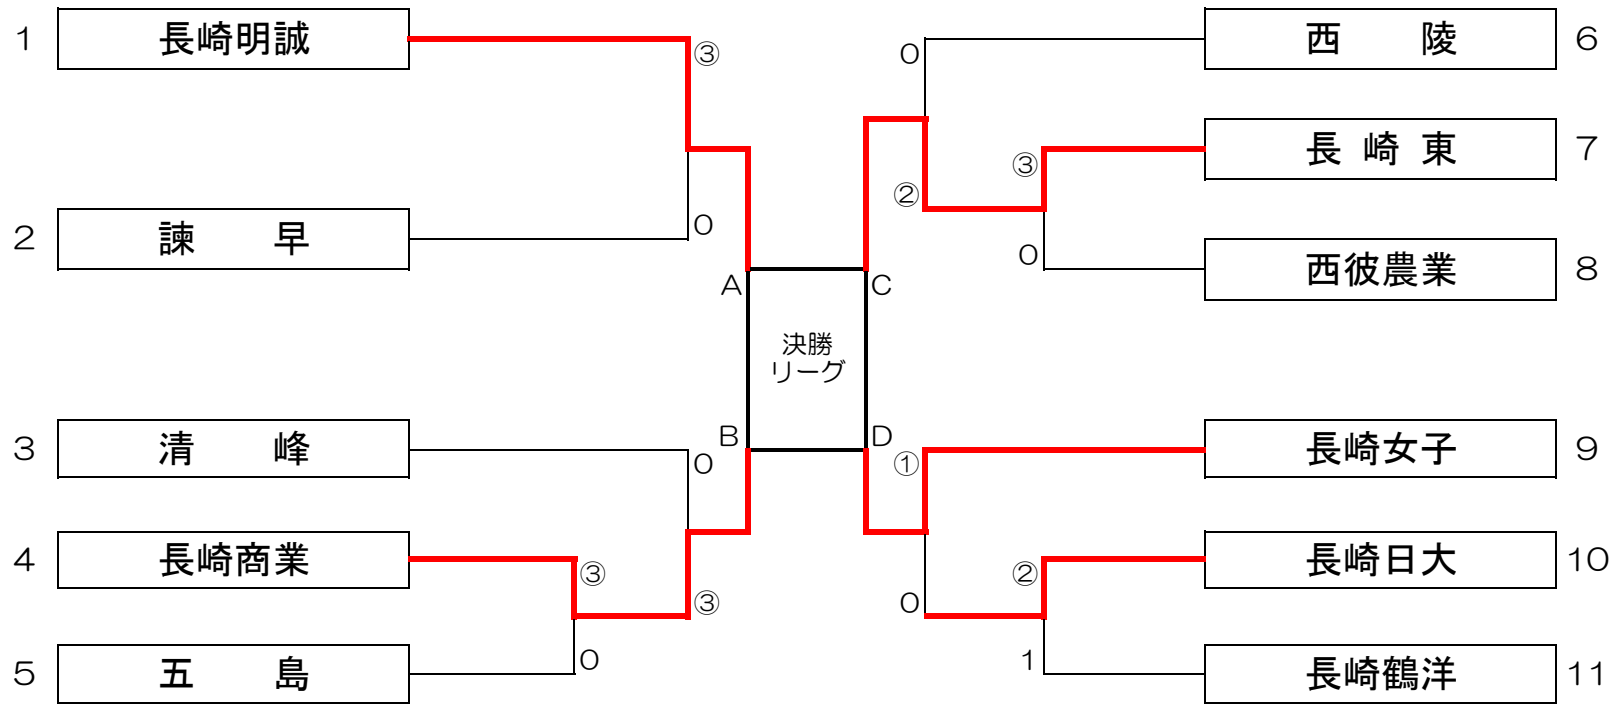 1 長崎明誠 ③
2 諫 早 0
3 清 峰 0
4 長崎商業 ③ ③
5 五 島 0
A C
決勝
リーグ
B D
0 西 陵 6
② ③ 長 崎 東 7
0 西彼農業 8
① 長崎女子 9
0 ② 長崎日大 10
1 長崎鶴洋 11